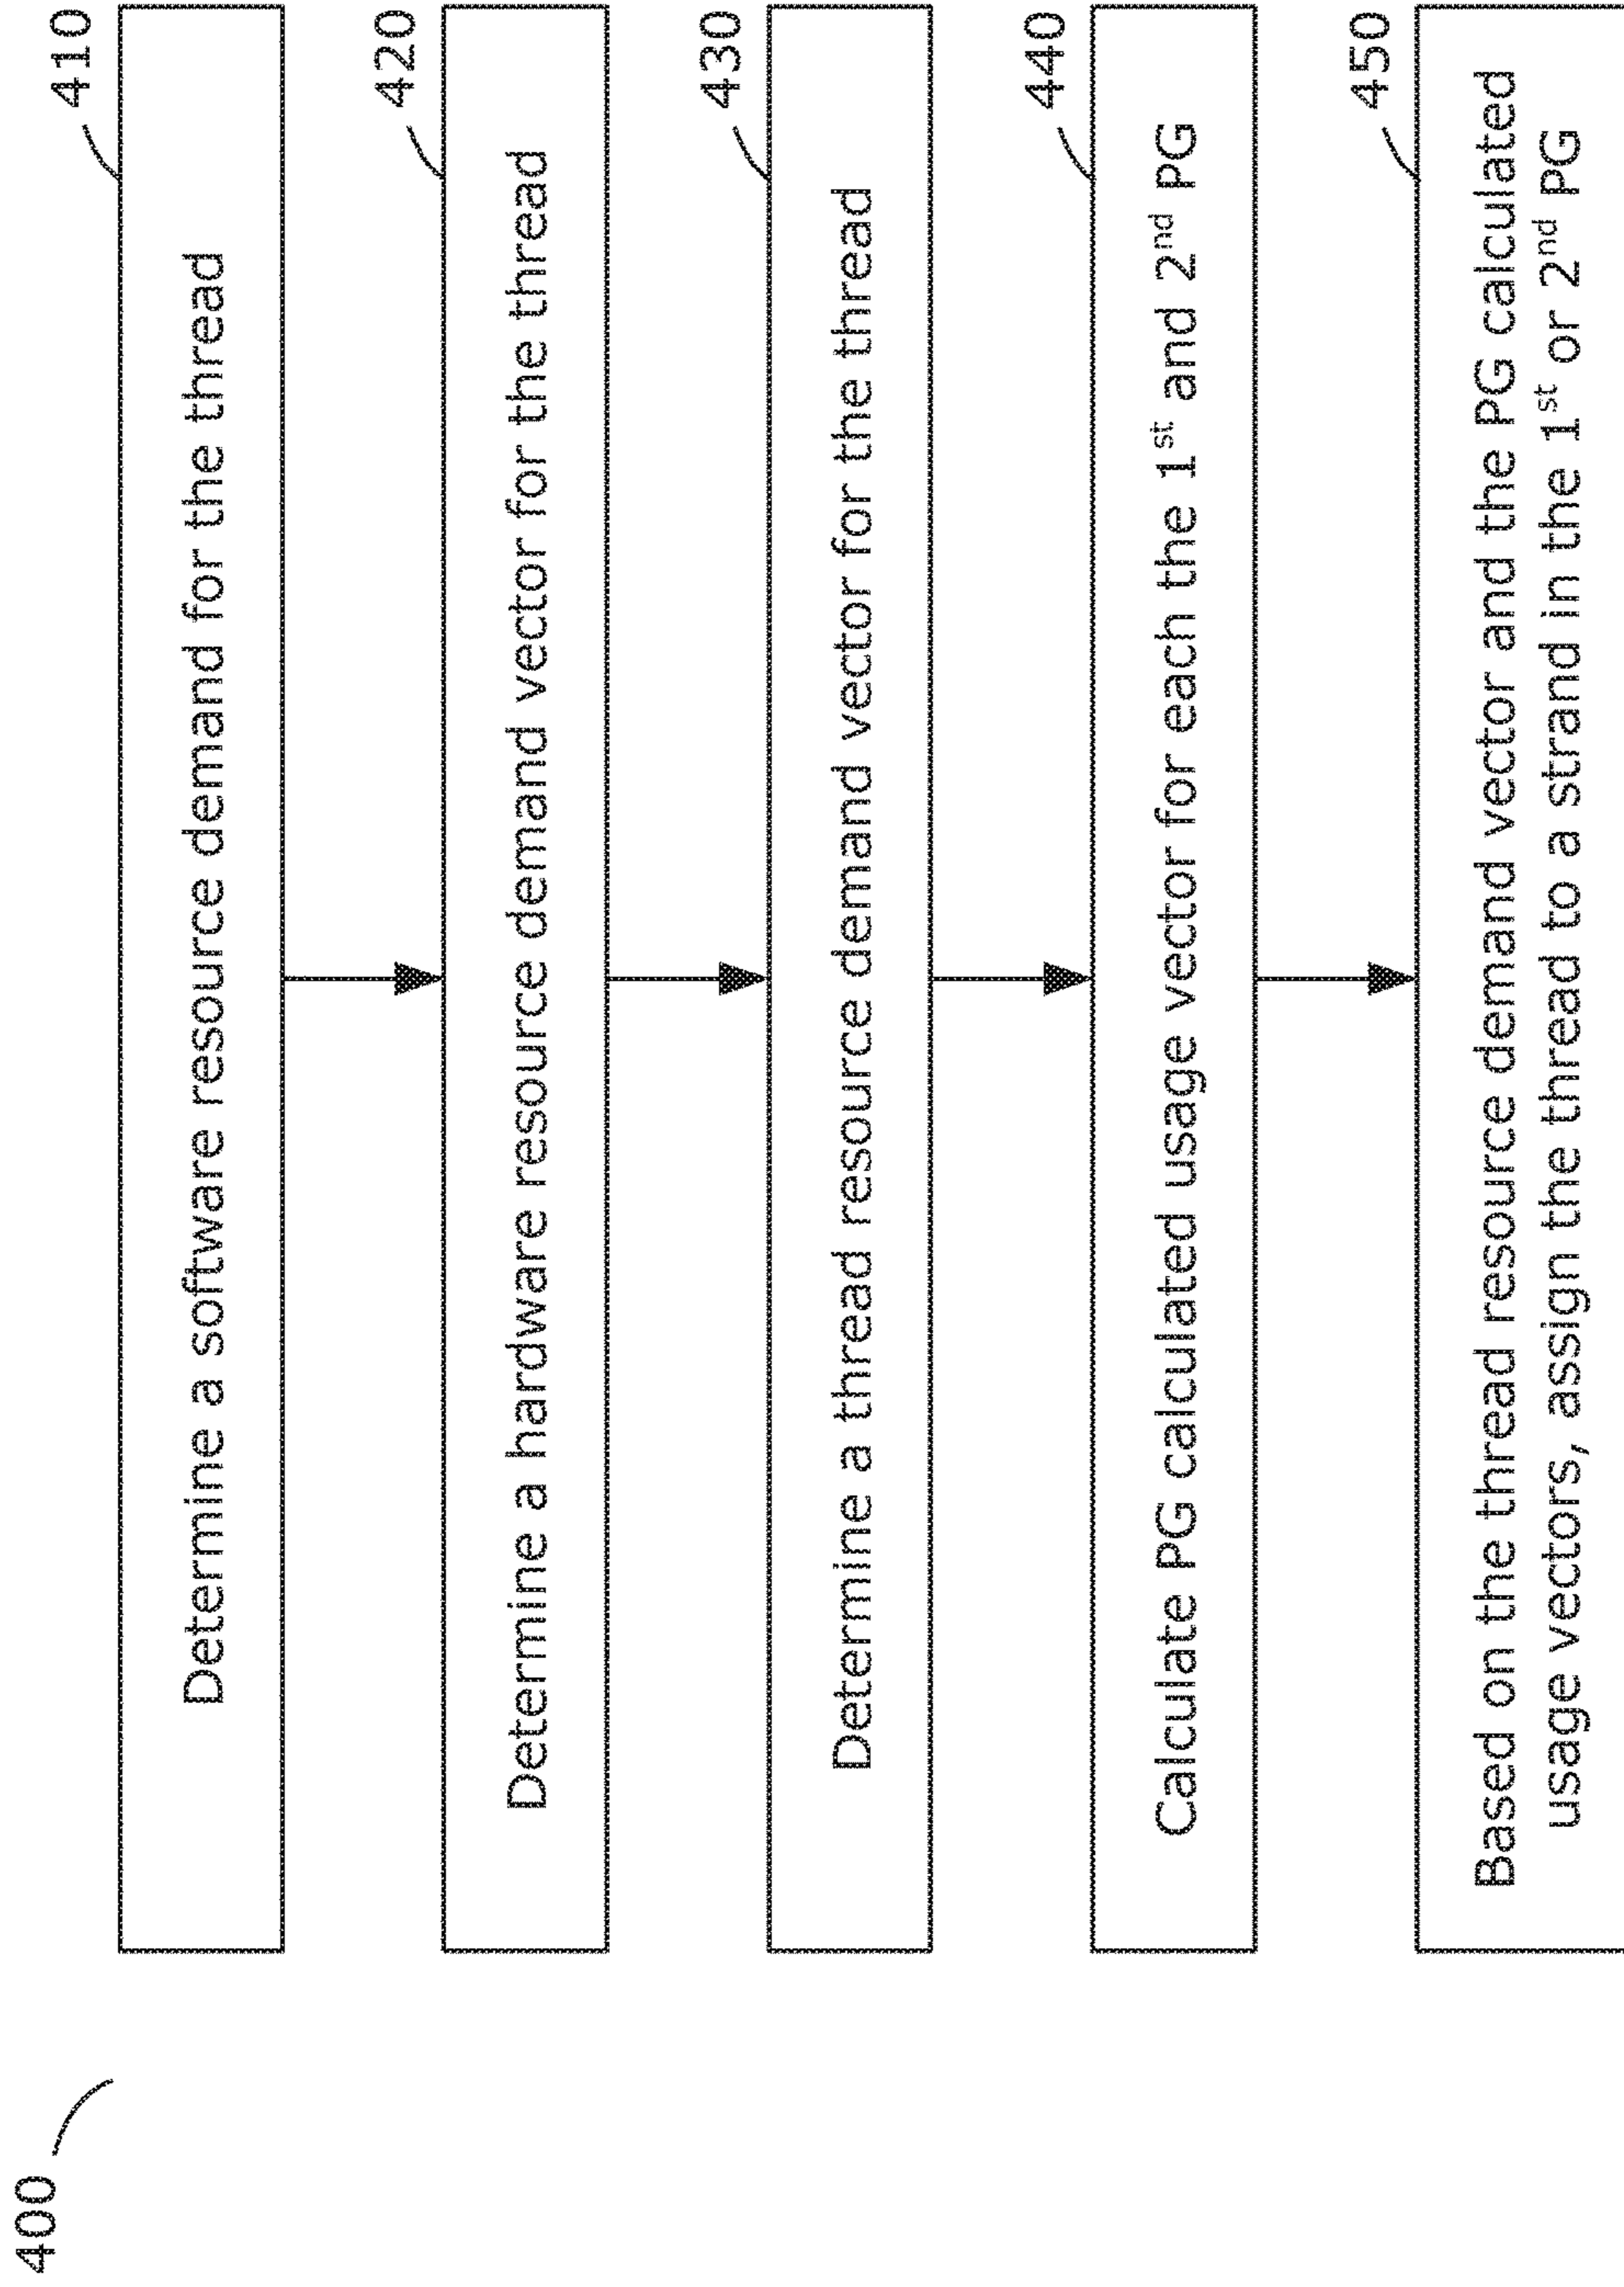 400
410
Determine a software resource demand for the thread
420
Determine a hardware resource demand vector for the thread
430
Determine a thread resource demand vector for the thread
440
Calculate PG calculated usage vector for each the 1st and 2nd PG
450
Based on the thread resource demand vector and the PG calculated
usage vectors, assign the thread to a strand in the 1st or 2nd PG